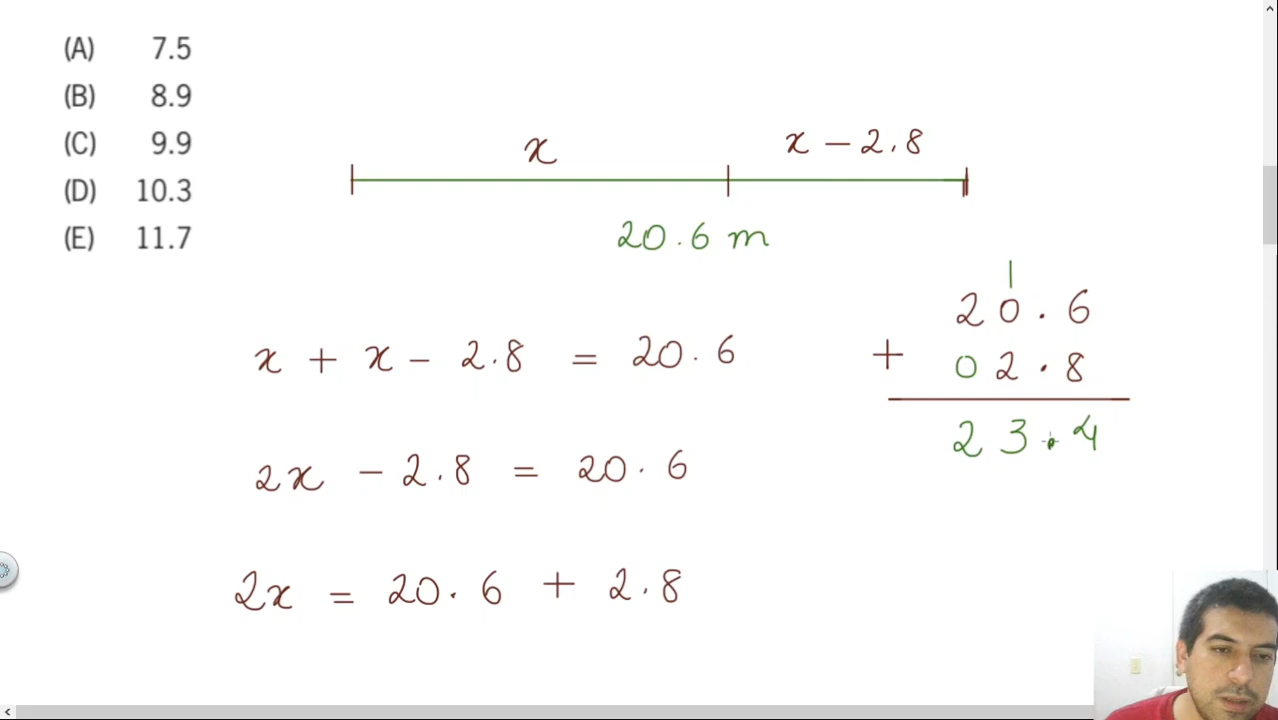 (A) 7.5
(B) 8.9
(C) 9.9
(D) 10.3
(E) 11.7
x
x - 2.8
20.6 m
x + x - 2.8 = 20.6
2x - 2.8 = 20.6
2x = 20.6 + 2.8
1
20.6
+ 02.8
23.4